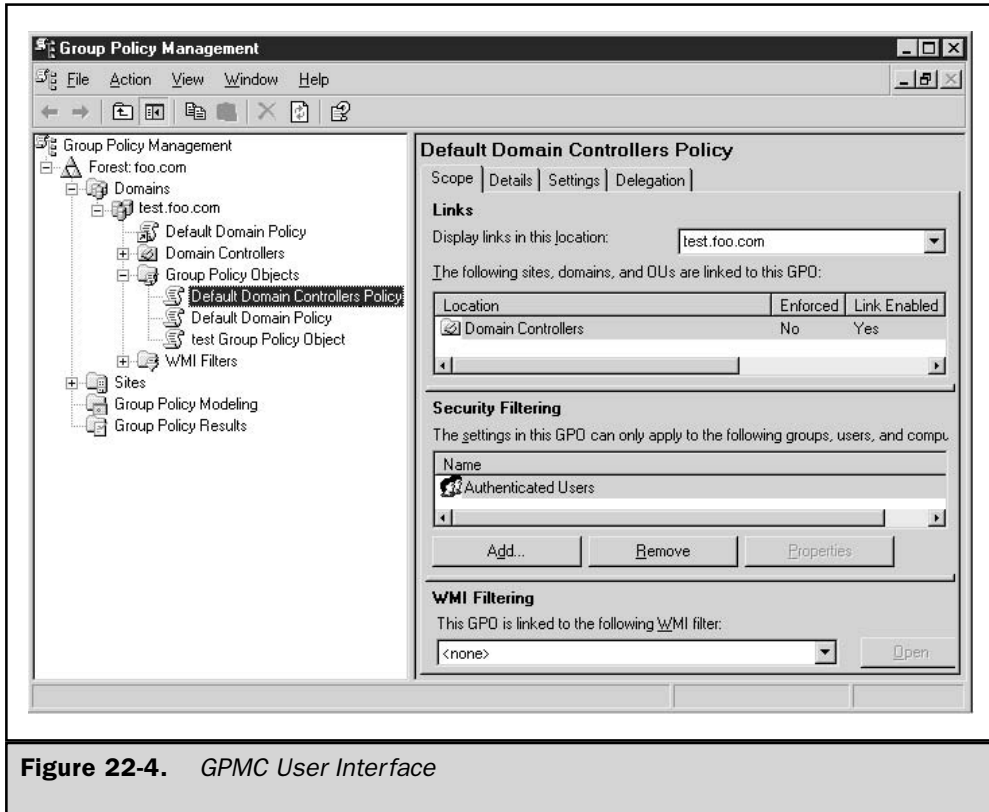 Group Policy Management
File Action View Window Help
Group Policy Management
Forest: foo.com
Domains
test.foo.com
Default Domain Policy
Domain Controllers
Group Policy Objects
Default Domain Controllers Policy
Default Domain Policy
test Group Policy Object
WMI Filters
Sites
Group Policy Modeling
Group Policy Results
Default Domain Controllers Policy
Scope Details Settings Delegation
Links
Display links in this location: test.foo.com
The following sites, domains, and OUs are linked to this GPO:
Location Enforced Link Enabled
Domain Controllers No Yes
Security Filtering
The settings in this GPO can only apply to the following groups, users, and compu
Name
Authenticated Users
Add... Remove Properties
WMI Filtering
This GPO is linked to the following WMI filter:
<none> Open
Figure 22-4. GPMC User Interface